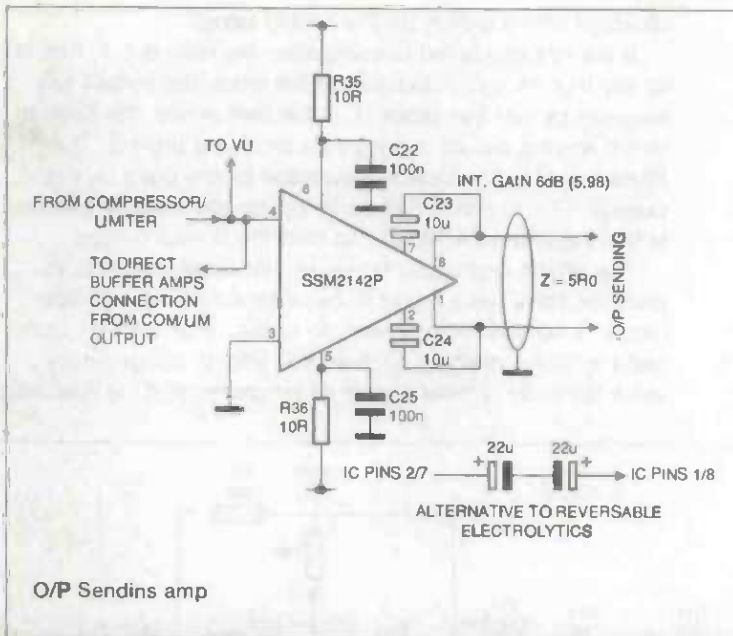 R35
10R
TO VU
C22
100n
6
INT. GAIN 6dB (5.98)
FROM COMPRESSOR/
LIMITER
4
C23
10u
7
8
TO DIRECT
BUFFER AMPS
CONNECTION
FROM COM/LIM
OUTPUT
SSM2142P
Z = 5R0
O/P SENDING
1
2
3
C24
10u
5
R36
10R
C25
100n
22u
22u
+
+
IC PINS 2/7
IC PINS 1/8
ALTERNATIVE TO REVERSABLE
ELECTROLYTICS
O/P Sendins amp